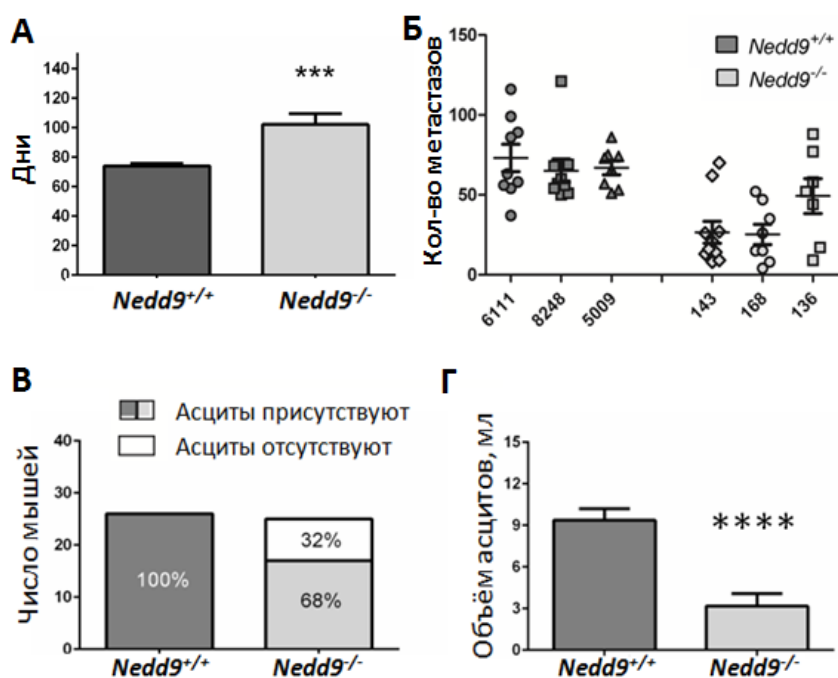 А
Дни
140
120
100
80
60
40
20
0
***
Nedd9+/+
Nedd9-/-
Б
Кол-во метастазов
150
100
50
0
Nedd9+/+
Nedd9-/-
6111
8248
5009
143
168
136
В
Асциты присутствуют
Асциты отсутствуют
Число мышей
40
30
20
10
0
100%
32%
68%
Nedd9+/+
Nedd9-/-
Г
Объём асцитов, мл
15
12
9
6
3
0
****
Nedd9+/+
Nedd9-/-